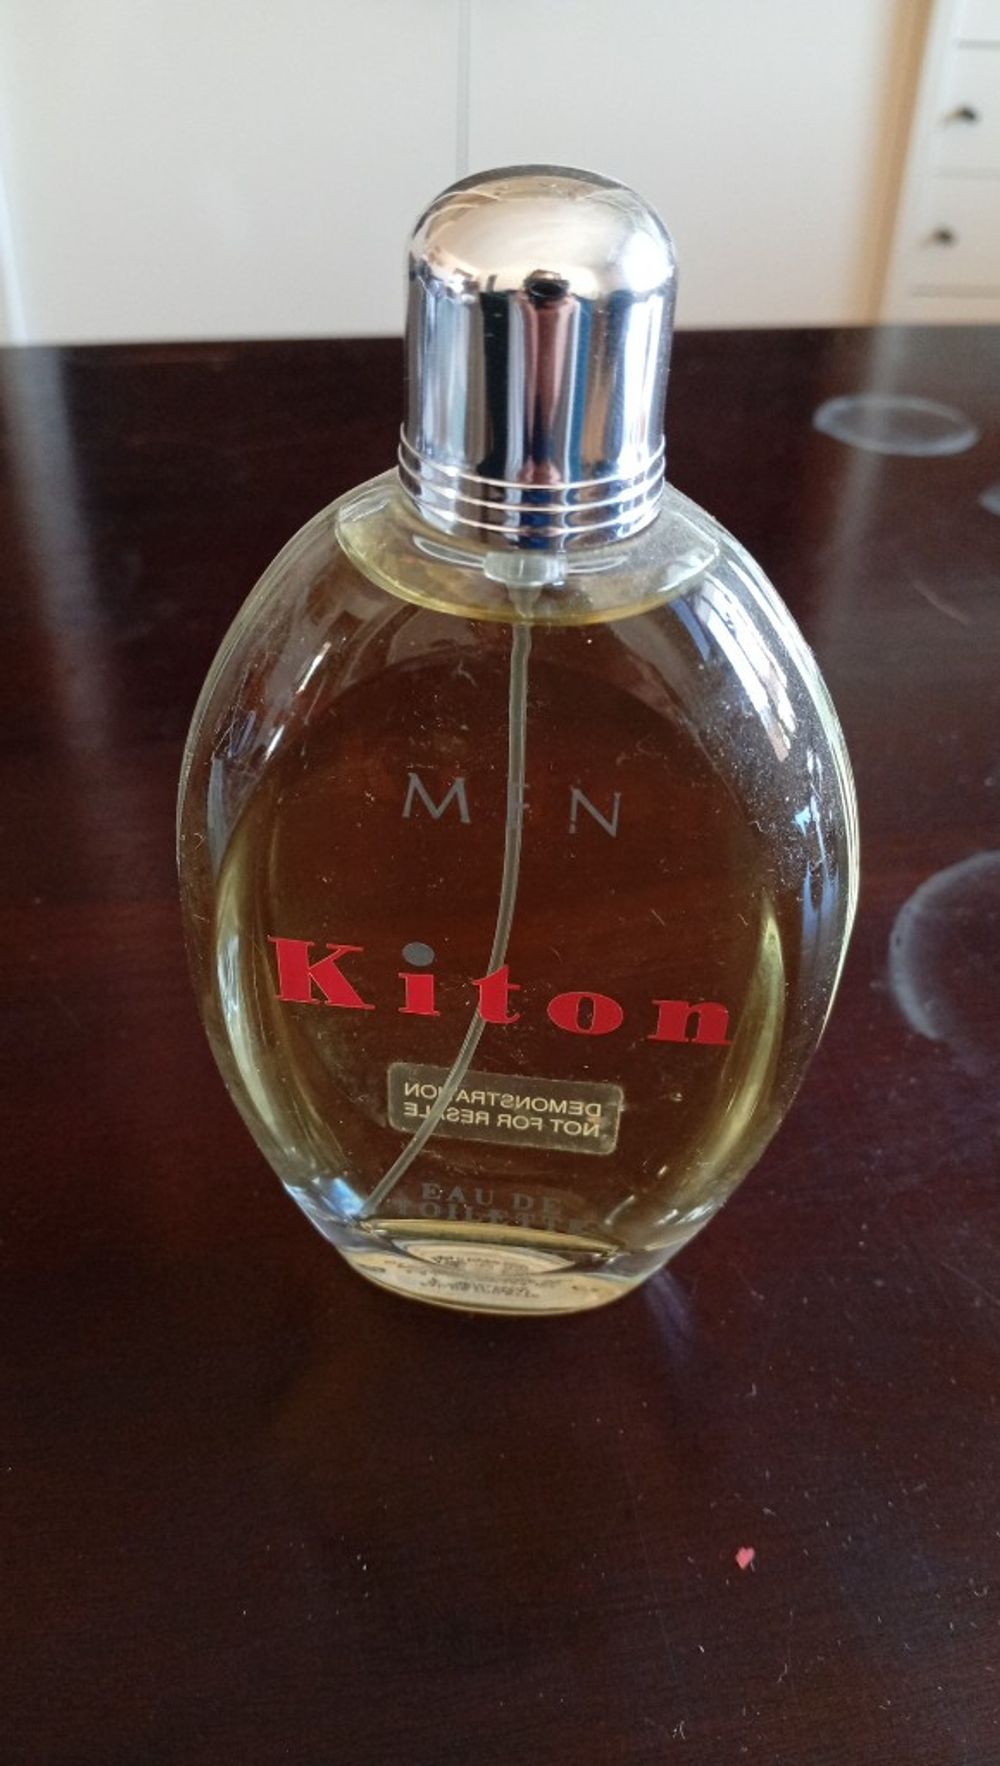 MEN
Kiton
DEMONSTRATION
NOT FOR RESALE
EAU DE
TOILETTE